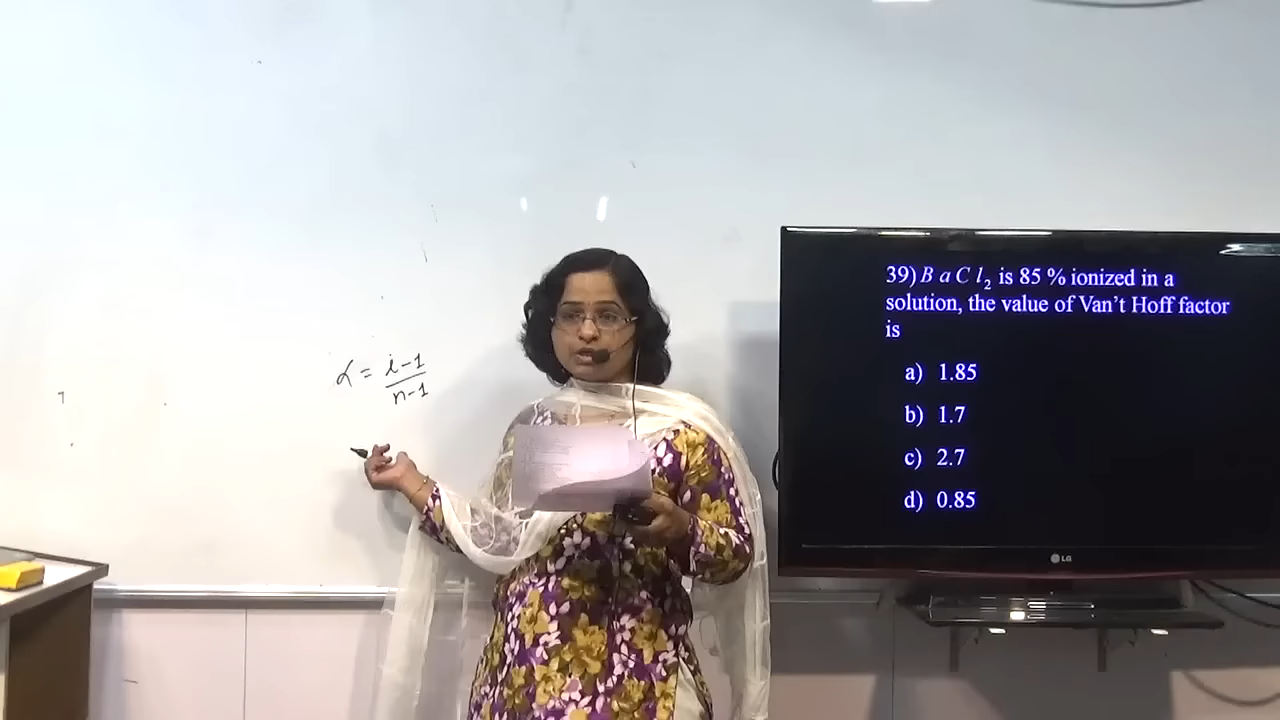 α = i-1
n-1
39) B a C l₂ is 85 % ionized in a
solution, the value of Van't Hoff factor
is
a) 1.85
b) 1.7
c) 2.7
d) 0.85
LG